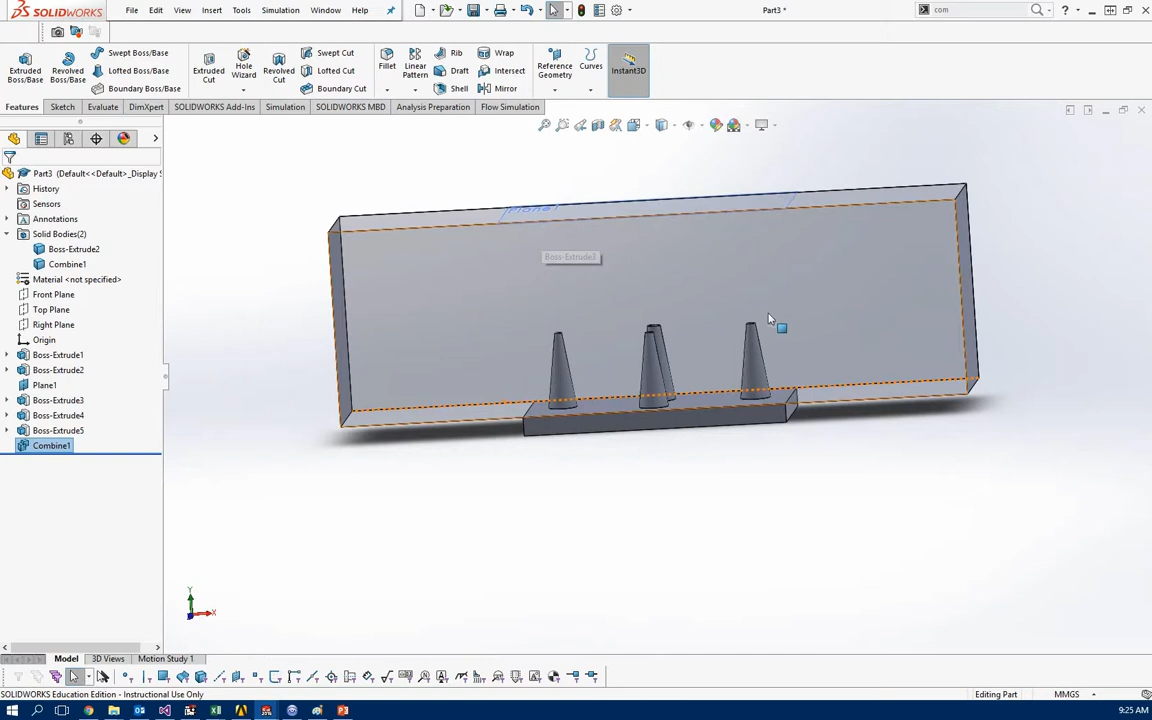 SOLIDWORKS File Edit View Insert Tools Simulation Window Help Part3 * com
Extruded Boss/Base
Revolved Boss/Base
Swept Boss/Base
Lofted Boss/Base
Boundary Boss/Base
Extruded Cut
Hole Wizard
Revolved Cut
Swept Cut
Lofted Cut
Boundary Cut
Fillet
Linear Pattern
Rib
Draft
Shell
Wrap
Intersect
Mirror
Reference Geometry
Curves
Instant3D
Features Sketch Evaluate DimXpert SOLIDWORKS Add-Ins Simulation SOLIDWORKS MBD Analysis Preparation Flow Simulation
Part3 (Default<<Default>_Display S
History
Sensors
Annotations
Solid Bodies(2)
Boss-Extrude2
Combine1
Material <not specified>
Front Plane
Top Plane
Right Plane
Origin
Boss-Extrude1
Boss-Extrude2
Plane1
Boss-Extrude3
Boss-Extrude4
Boss-Extrude5
Combine1
Plane1
Boss-Extrude3
Y
X
Model 3D Views Motion Study 1
SOLIDWORKS Education Edition - Instructional Use Only Editing Part MMGS
9:25 AM